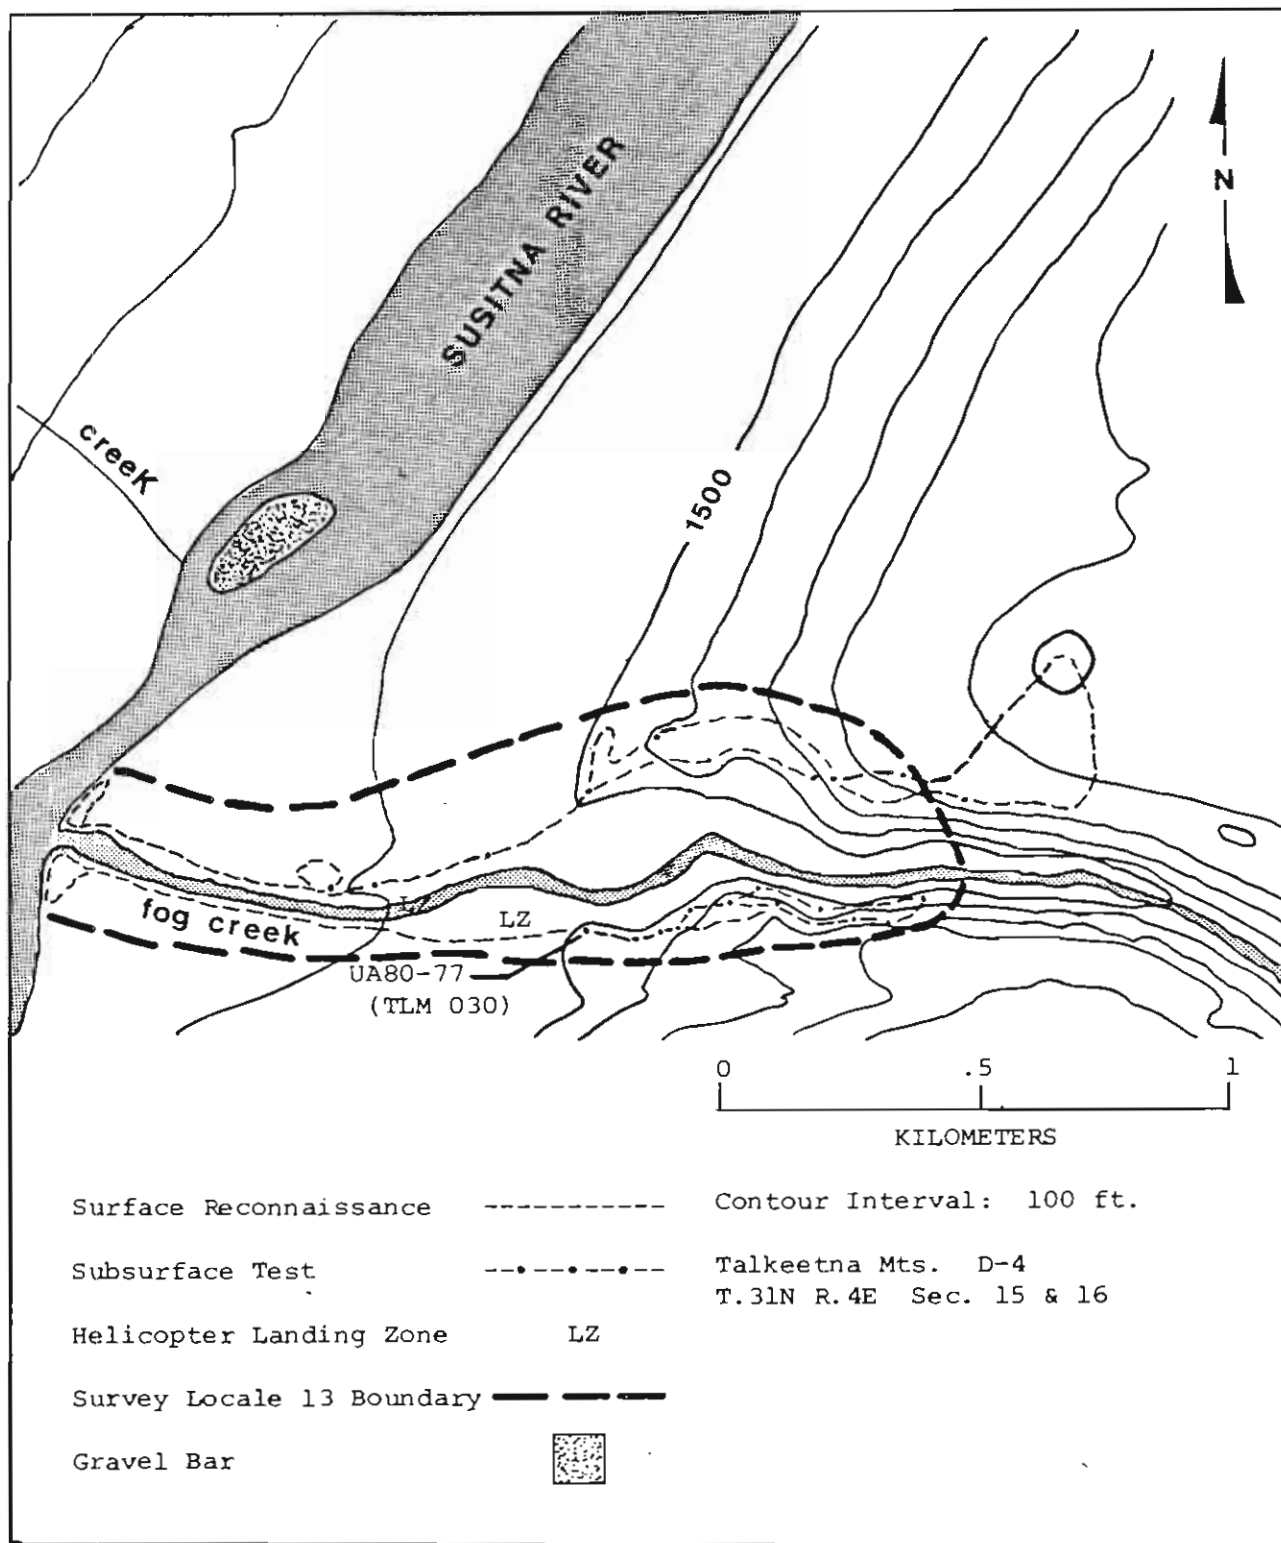 N
SUSITNA RIVER
creek
1500
fog creek
LZ
LZ
UA80-77
(TLM 030)
0 .5 1
KILOMETERS
Surface Reconnaissance
Contour Interval: 100 ft.
Subsurface Test
Talkeetna Mts. D-4
T.31N R.4E Sec. 15 & 16
Helicopter Landing Zone LZ
Survey Locale 13 Boundary
Gravel Bar